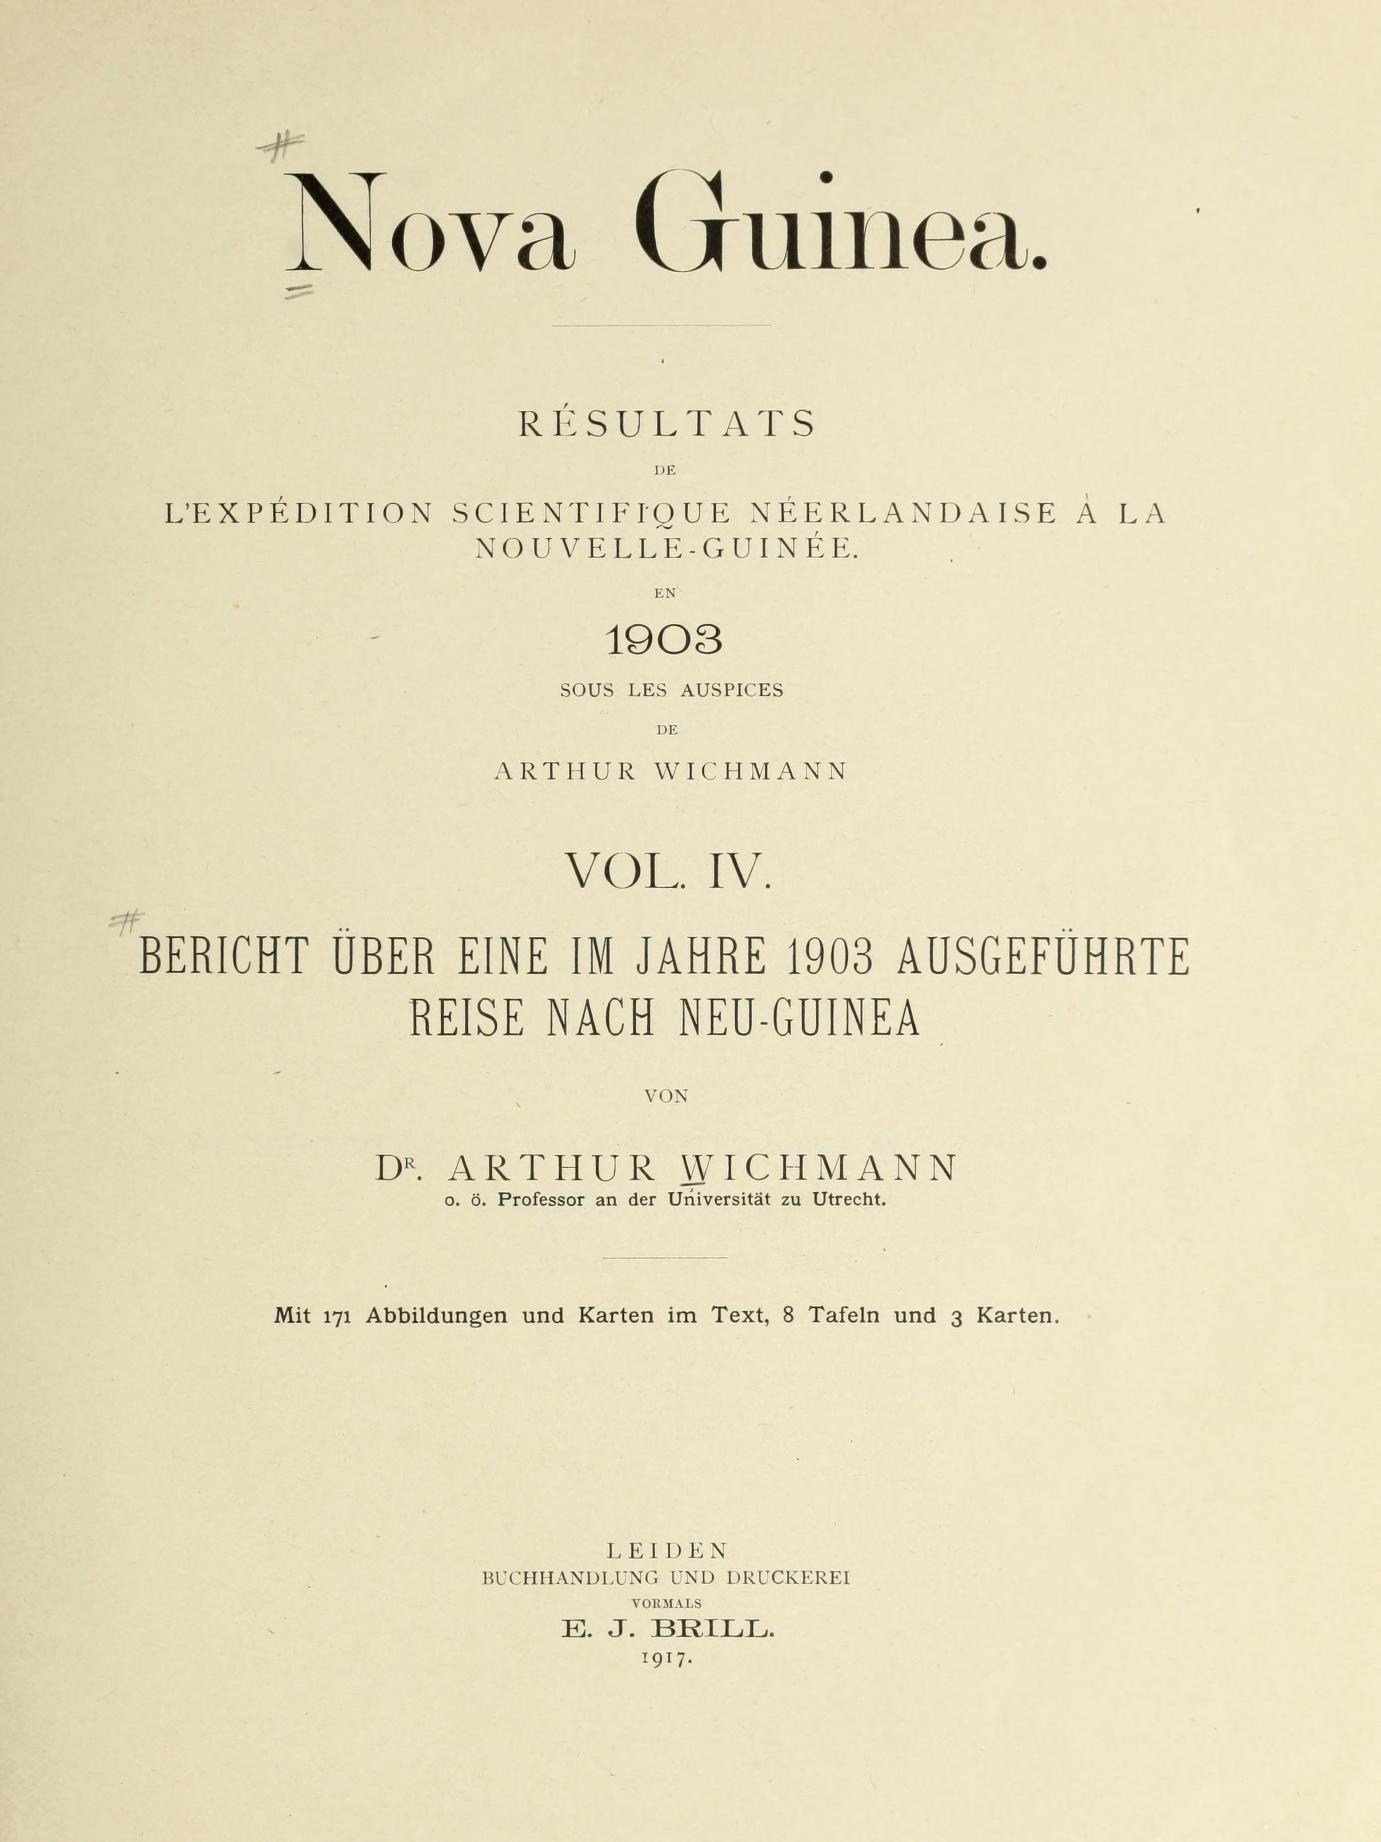 Nova Guinea.
RÉSULTATS
DE
L'EXPÉDITION SCIENTIFIQUE NÉERLANDAISE À LA
NOUVELLE-GUINÉE.
EN
1903
SOUS LES AUSPICES
DE
ARTHUR WICHMANN
VOL. IV.
BERICHT ÜBER EINE IM JAHRE 1903 AUSGEFÜHRTE
REISE NACH NEU-GUINEA
VON
DR. ARTHUR WICHMANN
o. ö. Professor an der Universität zu Utrecht.
Mit 171 Abbildungen und Karten im Text, 8 Tafeln und 3 Karten.
LEIDEN
BUCHHANDLUNG UND DRUCKEREI
VORMALS
E. J. BRILL.
1917.